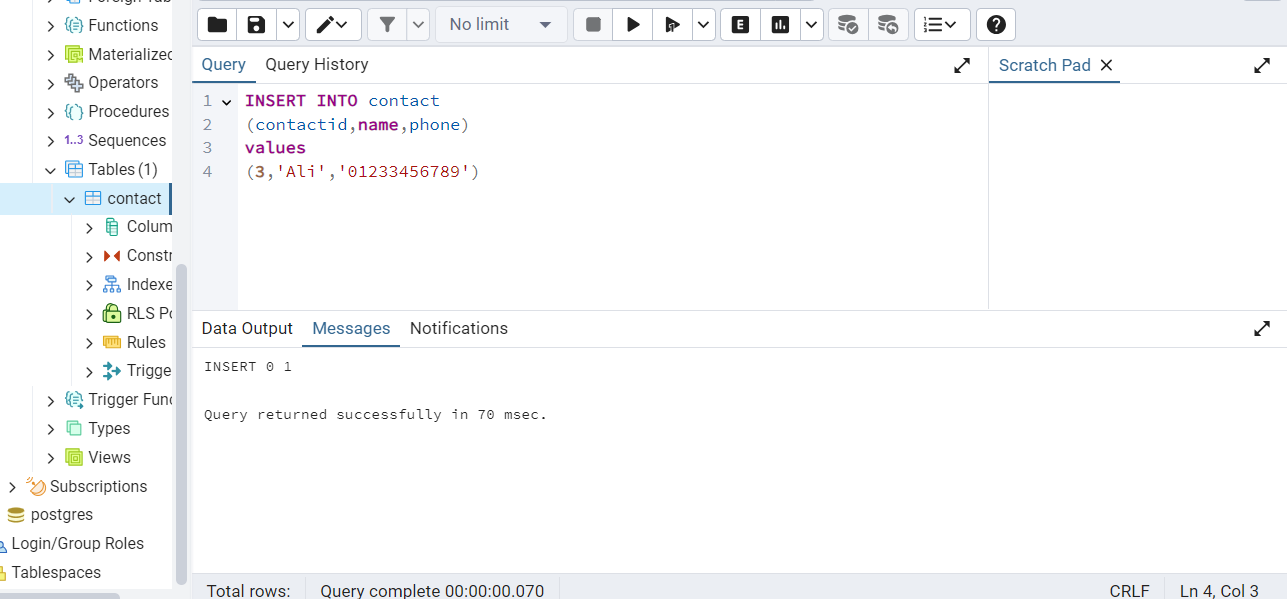 Functions
Materialized
Operators
Procedures
1..3 Sequences
Tables (1)
contact
Colum
Constr
Indexe
RLS Po
Rules
Trigge
Trigger Func
Types
Views
Subscriptions
postgres
Login/Group Roles
Tablespaces
No limit
E
Query Query History
Scratch Pad
1 INSERT INTO contact
2 (contactid,name,phone)
3 values
4 (3,'Ali','01233456789')
Data Output Messages Notifications
INSERT 0 1
Query returned successfully in 70 msec.
Total rows: Query complete 00:00:00.070 CRLF Ln 4, Col 3